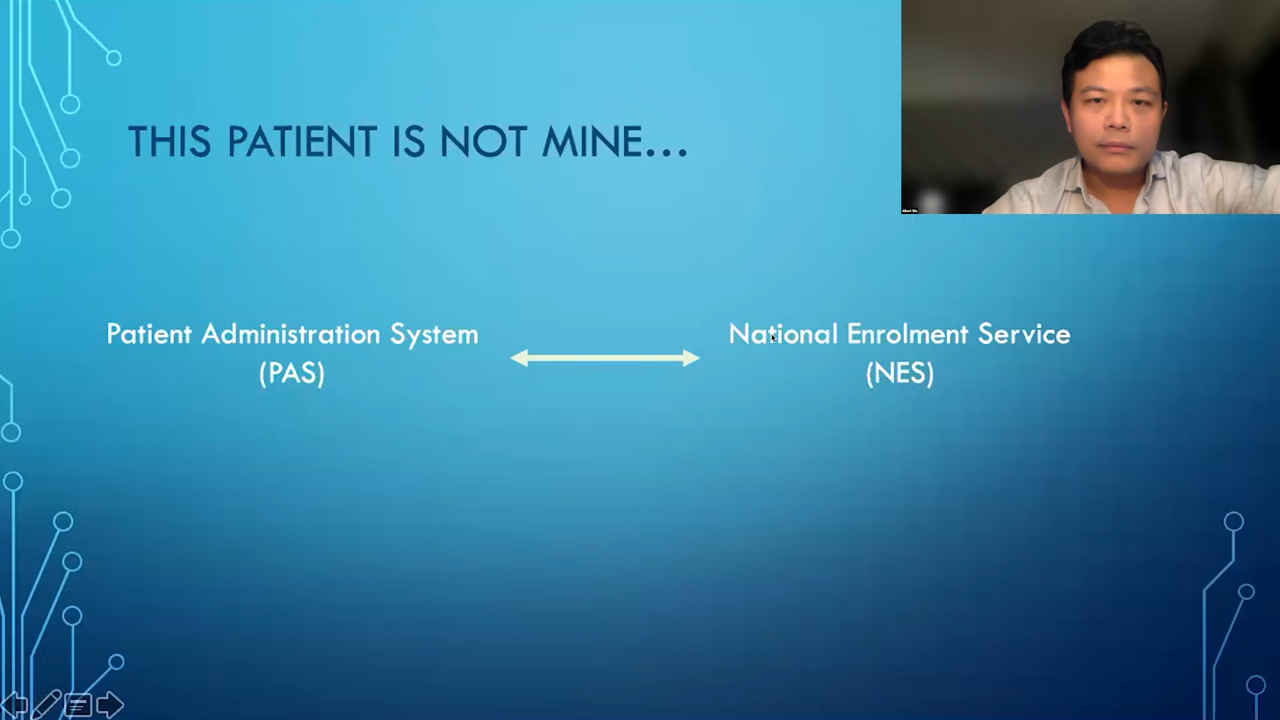 THIS PATIENT IS NOT MINE...
Patient Administration System
(PAS)
National Enrolment Service
(NES)